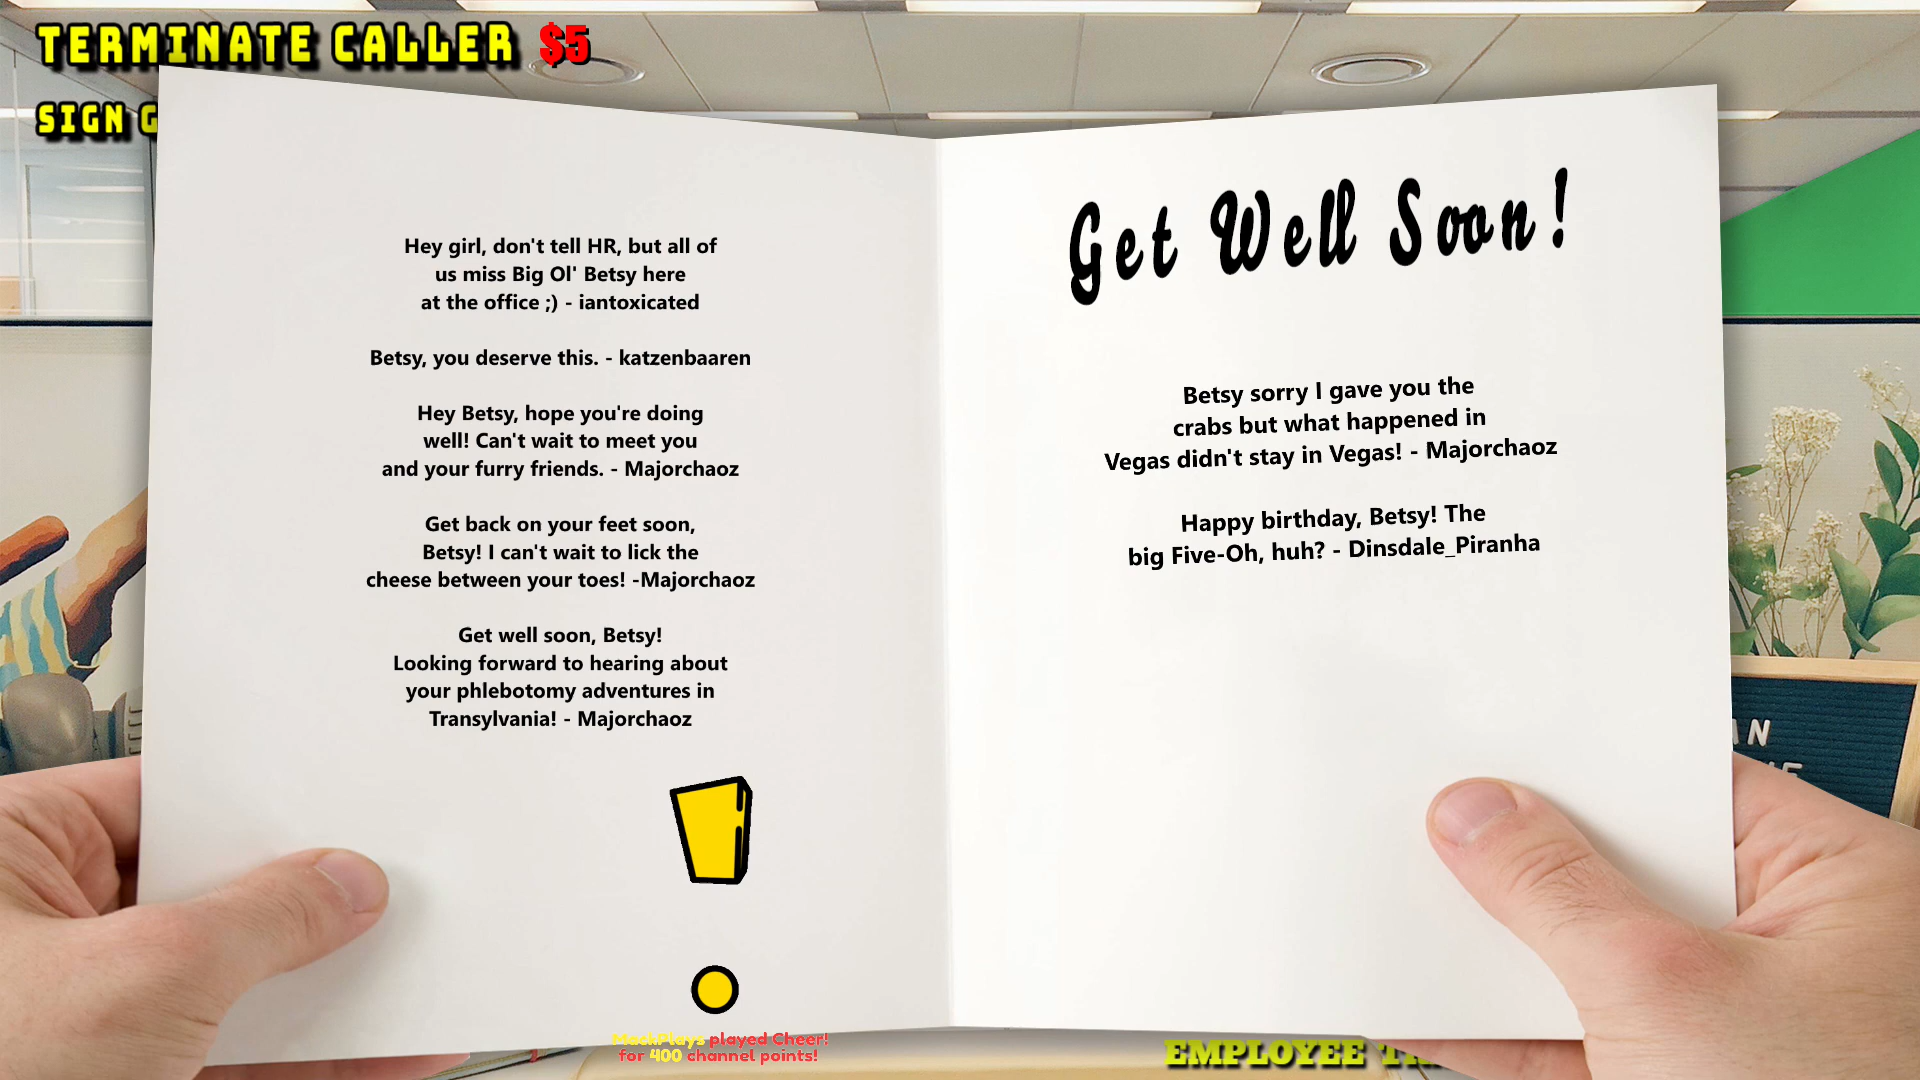 TERMINATE CALLER $5
SIGN G
Hey girl, don't tell HR, but all of
us miss Big Ol' Betsy here
at the office ;) - iantoxicated
Betsy, you deserve this. - katzenbaaren
Hey Betsy, hope you're doing
well! Can't wait to meet you
and your furry friends. - Majorchaoz
Get back on your feet soon,
Betsy! I can't wait to lick the
cheese between your toes! -Majorchaoz
Get well soon, Betsy!
Looking forward to hearing about
your phlebotomy adventures in
Transylvania! - Majorchaoz
Get Well Soon!
Betsy sorry I gave you the
crabs but what happened in
Vegas didn't stay in Vegas! - Majorchaoz
Happy birthday, Betsy! The
big Five-Oh, huh? - Dinsdale_Piranha
!
MackPlays played Cheer!
for 400 channel points!
EMPLOYEE
AN